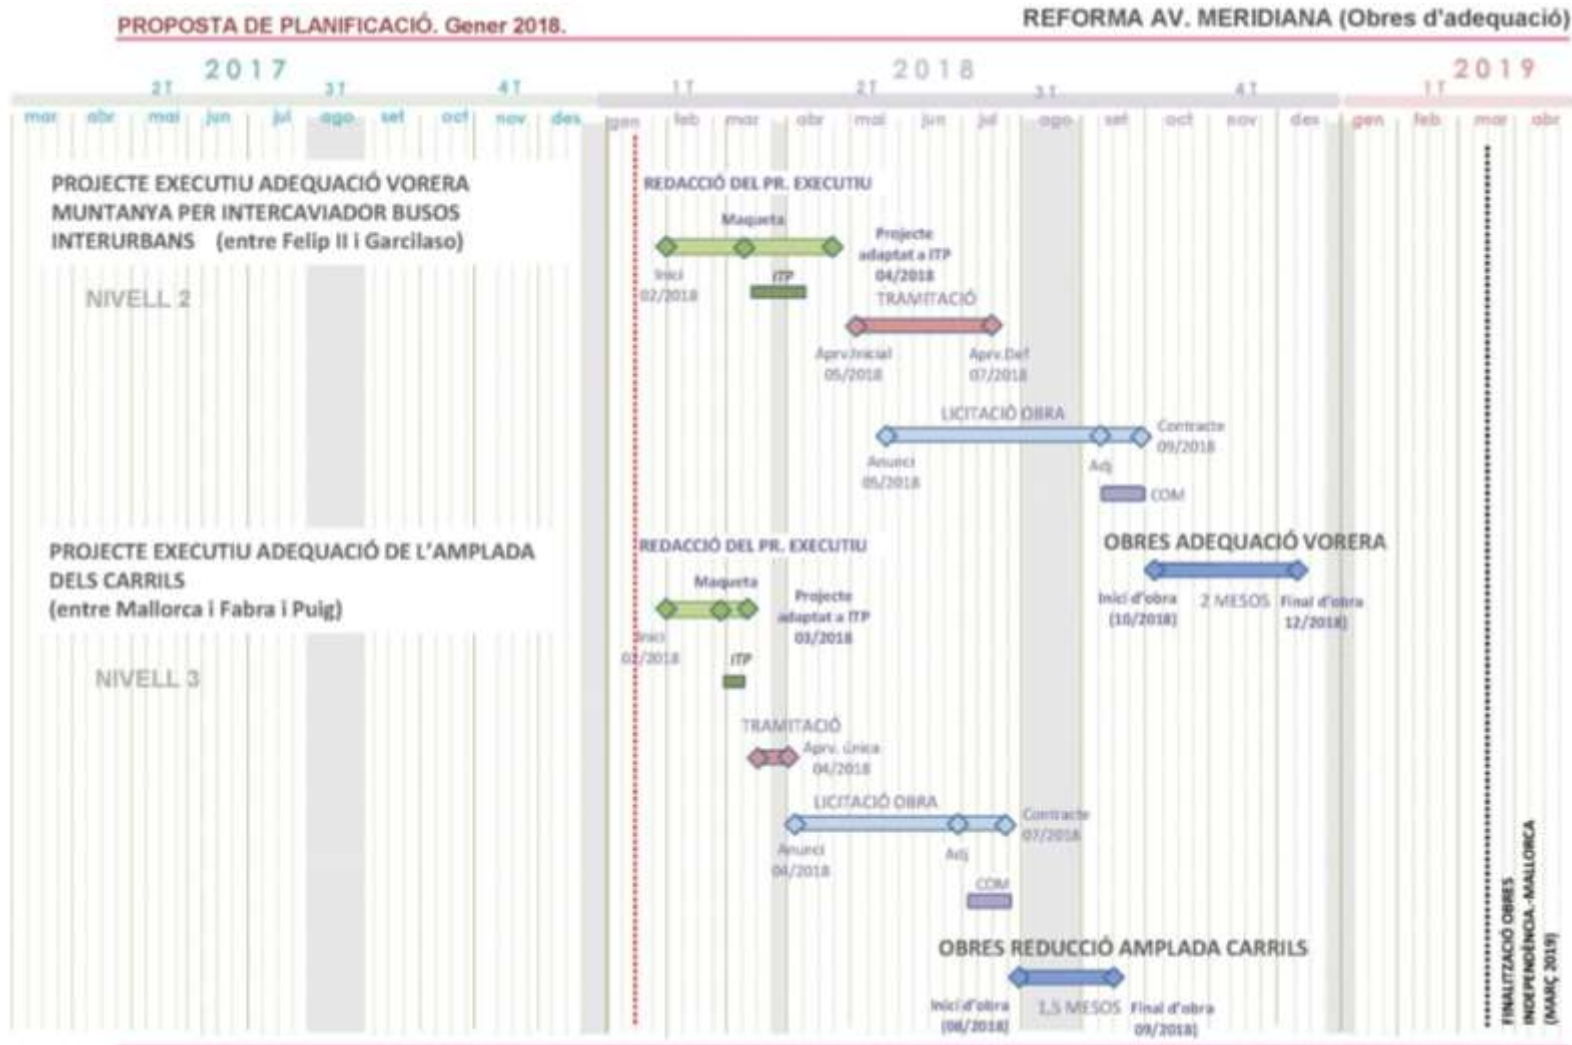 PROPOSTA DE PLANIFICACIÓ. Gener 2018.
REFORMA AV. MERIDIANA (Obres d'adequació)
2017
2018
2019
2T
3T
4T
1T
2T
3T
4T
1T
mar abr mai jun jul ago set oct nov des gen feb mar abr mai jun jul ago set oct nov des gen feb mar abr
PROJECTE EXECUTIU ADEQUACIÓ VORERA
MUNTANYA PER INTERCAVIADOR BUSOS
INTERURBANS (entre Felip II i Garcilaso)
NIVELL 2
REDACCIÓ DEL PR. EXECUTIU
Maqueta
Projecte
adaptat a ITP
04/2018
Inici
02/2018
ITP
TRAMITACIÓ
Aprv.Inicial
05/2018
Aprv.Def
07/2018
LICITACIÓ OBRA
Contracte
09/2018
Anunci
05/2018
Adj
COM
OBRES ADEQUACIÓ VORERA
Inici d'obra
(10/2018)
2 MESOS
Final d'obra
12/2018)
PROJECTE EXECUTIU ADEQUACIÓ DE L'AMPLADA
DELS CARRILS
(entre Mallorca i Fabra i Puig)
NIVELL 3
REDACCIÓ DEL PR. EXECUTIU
Maqueta
Projecte
adaptat a ITP
03/2018
Inici
02/2018
ITP
TRAMITACIÓ
Aprv. única
04/2018
LICITACIÓ OBRA
Contracte
07/2018
Anunci
04/2018
Adj
COM
OBRES REDUCCIÓ AMPLADA CARRILS
Inici d'obra
(08/2018)
1,5 MESOS
Final d'obra
09/2018)
FINALITZACIÓ OBRES
INDEPENDÈNCIA.-MALLORCA
(MARÇ 2019)